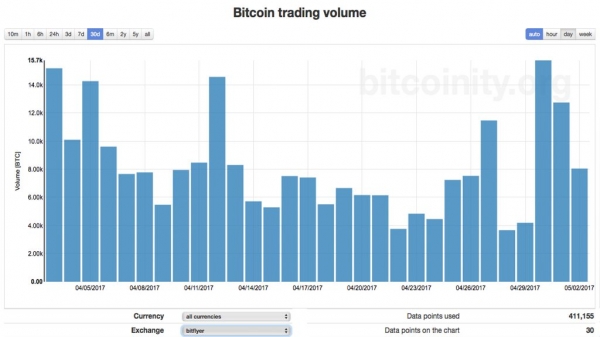 Bitcoin trading volume
10m 1h 6h 24h 3d 7d 30d 6m 2y 5y all
auto hour day week
bitcoinity.org
15.7k
14.0k
12.0k
10.0k
8.00k
6.00k
4.00k
2.00k
0.00
Volume [BTC]
04/05/2017 04/08/2017 04/11/2017 04/14/2017 04/17/2017 04/20/2017 04/23/2017 04/26/2017 04/29/2017 05/02/2017
Currency all currencies Data points used 411,155
Exchange bitflyer Data points on the chart 30